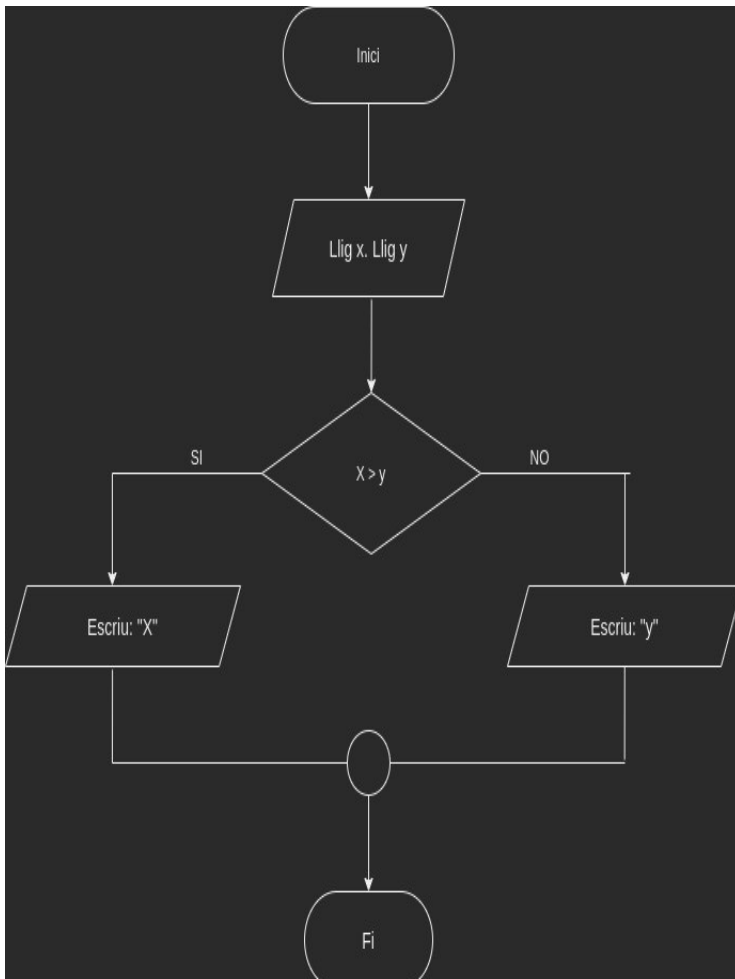 Inici
Llig x. Llig y
X > y
SI
NO
Escriu: "X"
Escriu: "y"
Fi